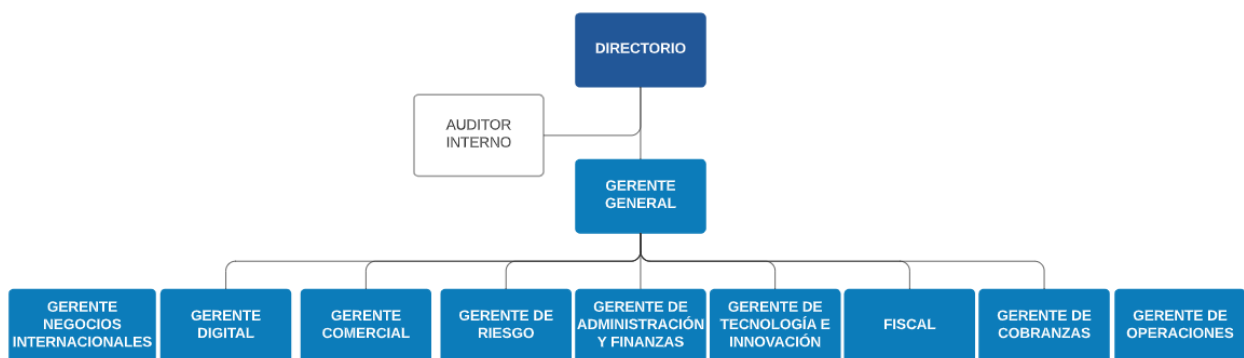 DIRECTORIO
AUDITOR
INTERNO
GERENTE
GENERAL
GERENTE
NEGOCIOS
INTERNACIONALES
GERENTE
DIGITAL
GERENTE
COMERCIAL
GERENTE DE
RIESGO
GERENTE DE
ADMINISTRACIÓN
Y FINANZAS
GERENTE DE
TECNOLOGÍA E
INNOVACIÓN
FISCAL
GERENTE DE
COBRANZAS
GERENTE DE
OPERACIONES